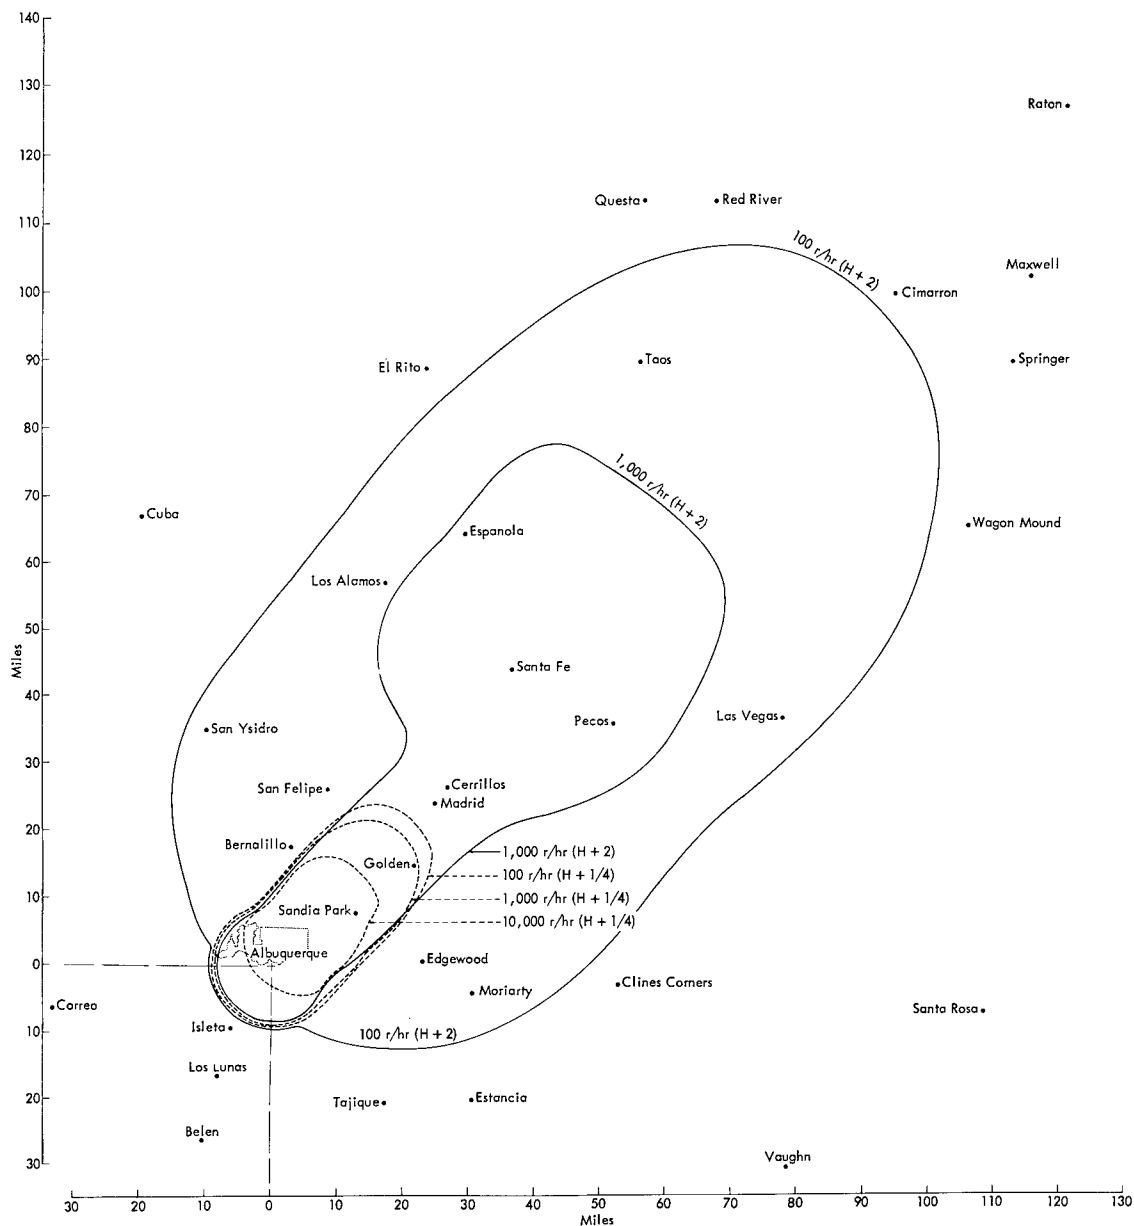 140
130
Raton
120
Questa
Red River
110
100 r/hr (H + 2)
Maxwell
100
Cimarron
90
El Rito
Taos
Springer
80
1,000 r/hr (H + 2)
70
Cuba
Wagon Mound
Espanola
60
Los Alamos
50
Miles
Santa Fe
40
San Ysidro
Pecos
Las Vegas
30
San Felipe
Cerrillos
Madrid
20
Bernalillo
1,000 r/hr (H + 2)
Golden
100 r/hr (H + 1/4)
10
1,000 r/hr (H + 1/4)
Sandia Park
10,000 r/hr (H + 1/4)
Albuquerque
0
Edgewood
Clines Corners
Moriarty
Correo
Santa Rosa
Isleta
10
100 r/hr (H + 2)
Los Lunas
20
Tajique
Estancia
Belen
30
Vaughn
30 20 10 0 10 20 30 40 50 60 70 80 90 100 110 120 130
Miles